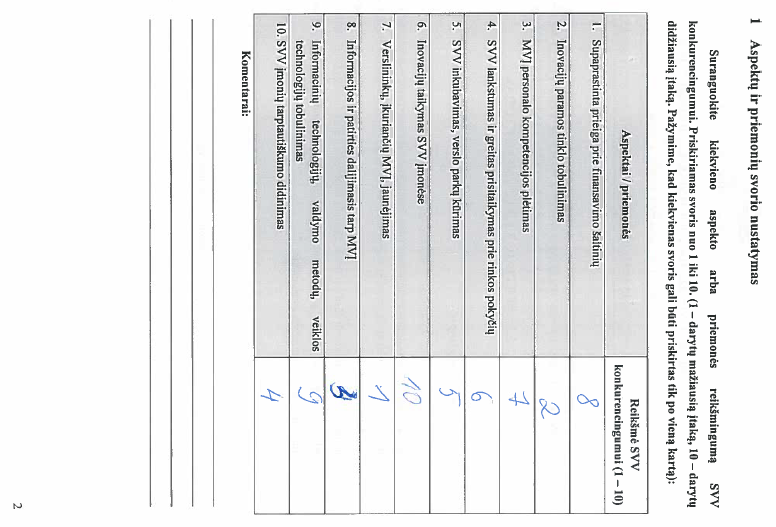 1 Aspektų ir priemonių svorio nustatymas
Suranguokite kiekvieno aspekto arba priemonės reikšmingumą SVV
konkurencingumui. Priskiriamas svoris nuo 1 iki 10. (1 – darytų mažiausią įtaką, 10 – darytų
didžiausią įtaką. Pažymime, kad kiekvienas svoris gali būti priskirtas tik po vieną kartą):
Aspektai / priemonės
Reikšmė SVV
konkurencingumui (1 – 10)
1. Supaprastinta prieiga prie finansavimo šaltinių 8
2. Inovacijų paramos tinklo tobulinimas 2
3. MVĮ personalo kompetencijos plėtimas 7
4. SVV lankstumas ir greitas prisitaikymas prie rinkos pokyčių 6
5. SVV inkubavimas, verslo parkų kūrimas 5
6. Inovacijų taikymas SVV įmonėse 10
7. Verslininkų, įkuriančių MVĮ, jaunėjimas 1
8. Informacijos ir patirties dalijimasis tarp MVĮ 3
9. Informacinių technologijų, valdymo metodų, veiklos
technologijų tobulinimas 9
10. SVV įmonių tarptautiškumo didinimas 4
Komentarai:
2